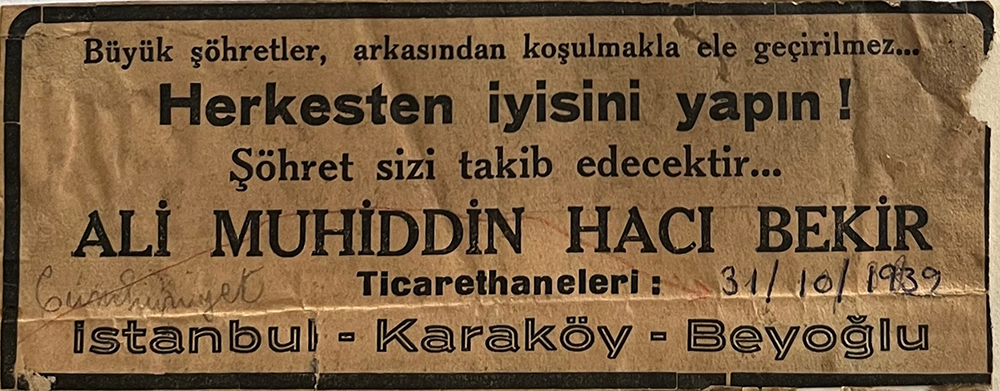 Büyük şöhretler, arkasından koşulmakla ele geçirilmez...
Herkesten iyisini yapın !
Şöhret sizi takib edecektir...
ALİ MUHİDDİN HACI BEKİR
Cumhuriyet
Ticarethaneleri : 31/10/1939
istanbul - Karaköy - Beyoğlu